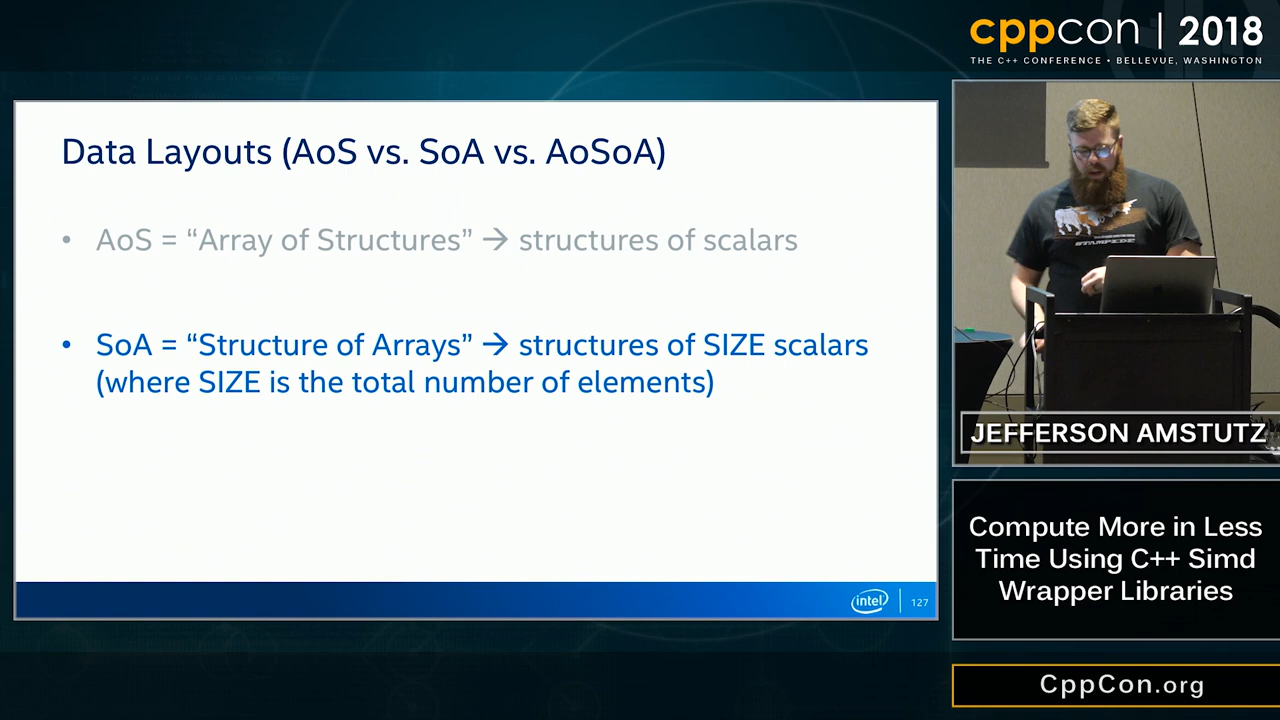 cppcon | 2018
THE C++ CONFERENCE • BELLEVUE, WASHINGTON
Data Layouts (AoS vs. SoA vs. AoSoA)
• AoS = “Array of Structures” → structures of scalars
• SoA = “Structure of Arrays” → structures of SIZE scalars
(where SIZE is the total number of elements)
intel
127
STAMPEDE
JEFFERSON AMSTUTZ
Compute More in Less
Time Using C++ Simd
Wrapper Libraries
CppCon.org